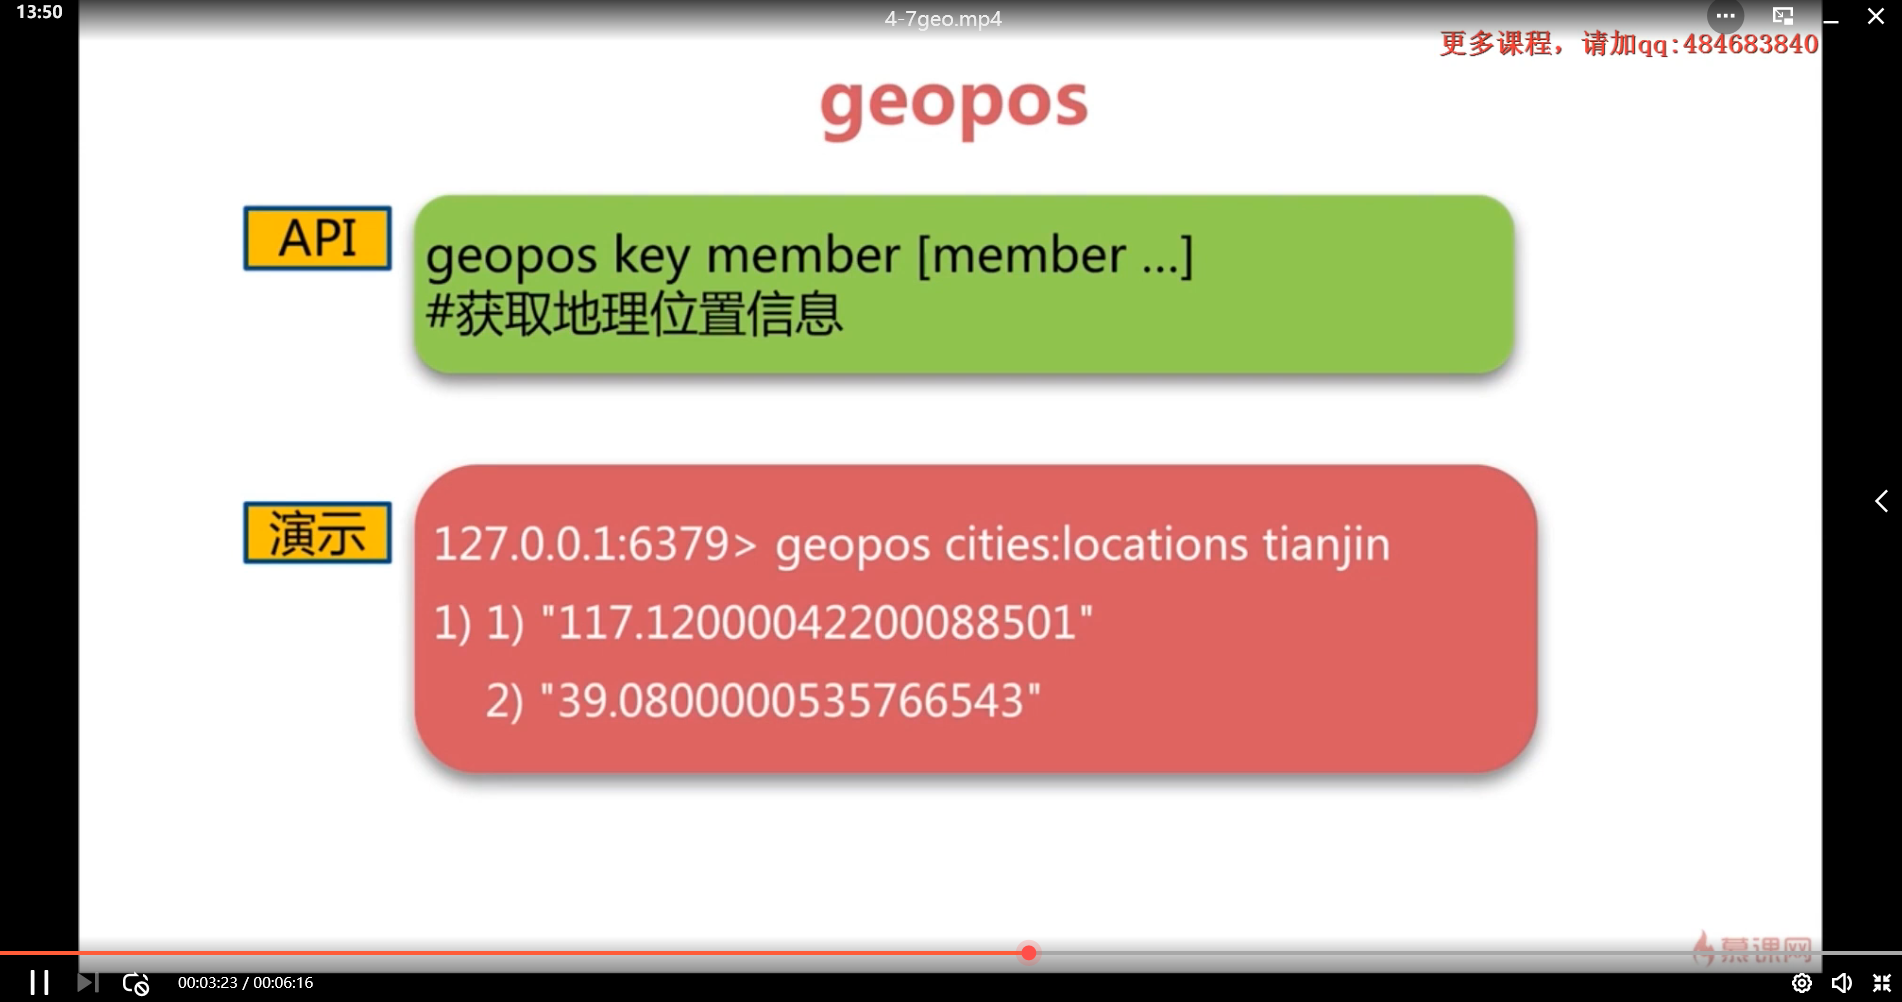 13:50
4-7geo.mp4
更多课程，请加qq:484683840
geopos
API
geopos key member [member ...]
#获取地理位置信息
演示
127.0.0.1:6379> geopos cities:locations tianjin
1) 1) "117.12000042200088501"
2) "39.0800000535766543"
慕课网
00:03:23 / 00:06:16